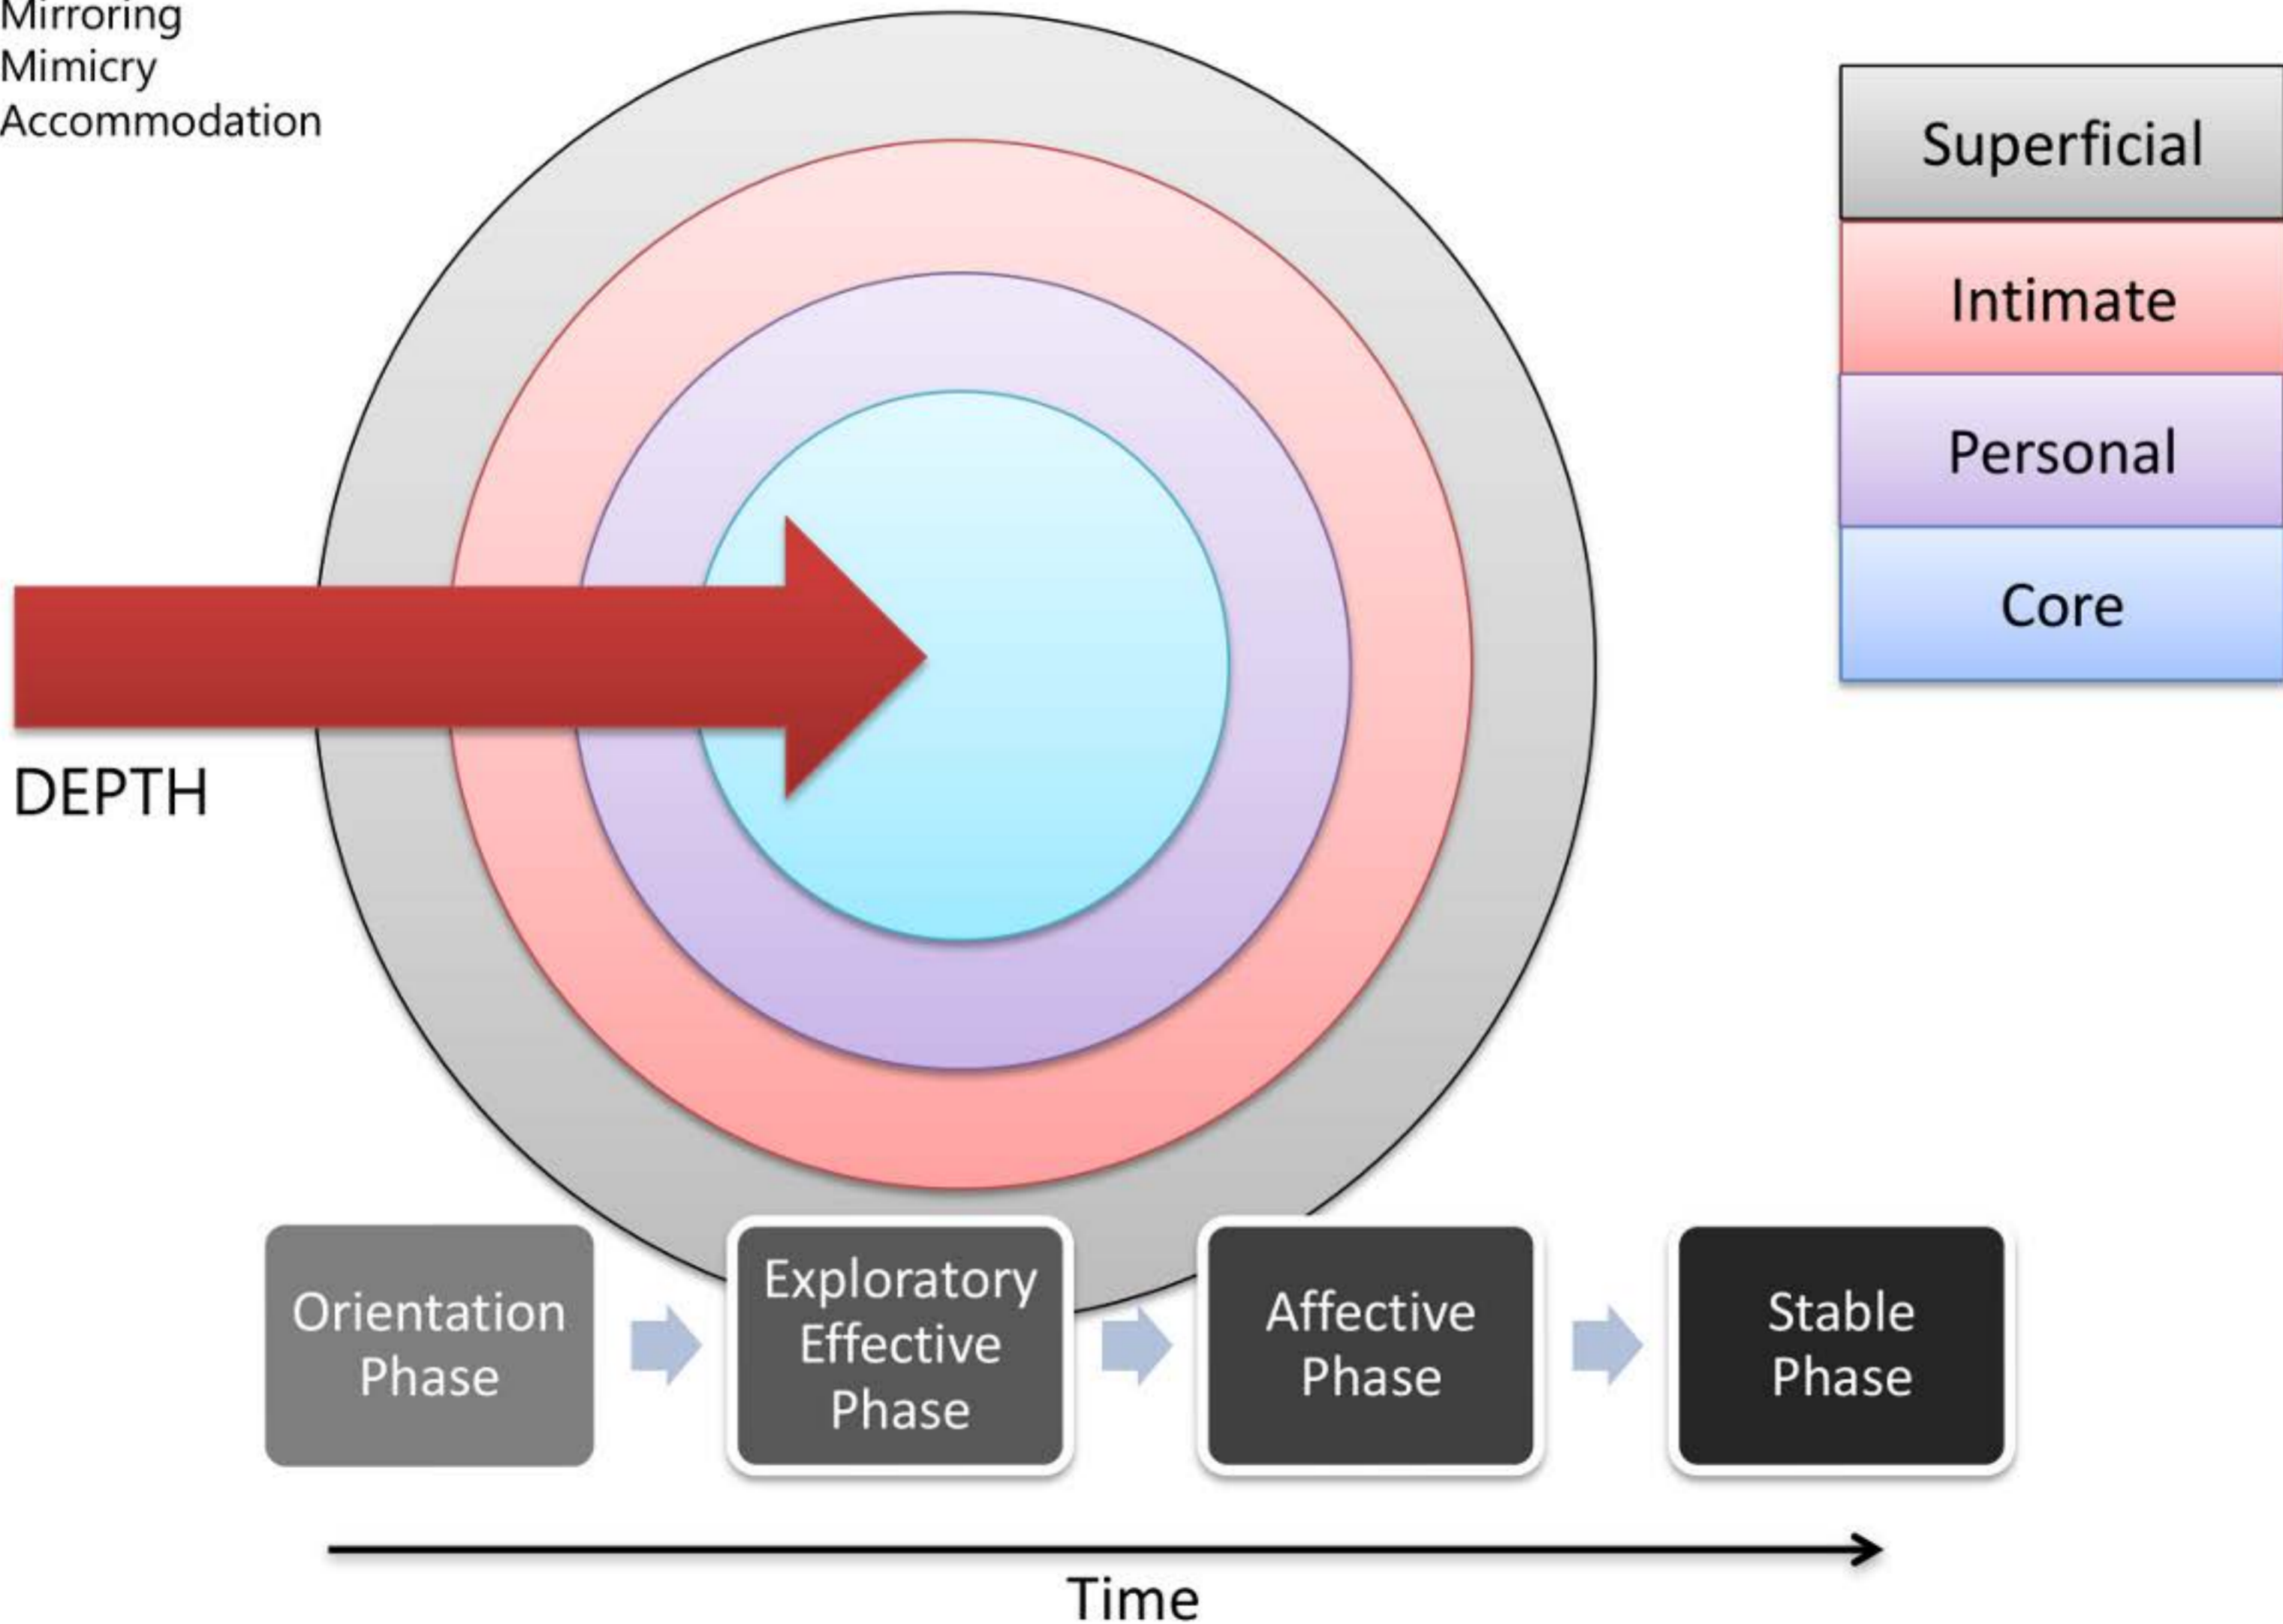 Mirroring
Mimicry
Accommodation
Superficial
Intimate
Personal
Core
DEPTH
Orientation
Phase
Exploratory
Effective
Phase
Affective
Phase
Stable
Phase
Time